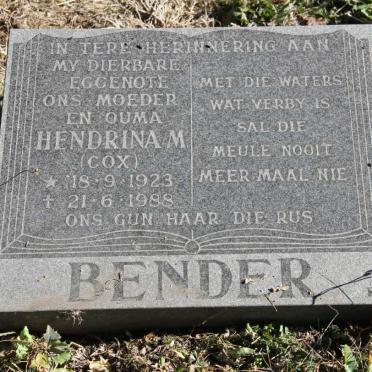 IN TERE HERINNERING AAN
MY DIERBARE
EGGENOTE
ONS MOEDER
EN OUMA
HENDRINA M
(COX)
* 18·9·1923
† 21·6·1988
MET DIE WATERS
WAT VERBY IS
SAL DIE
MEULE NOOIT
MEER MAAL NIE
ONS GUN HAAR DIE RUS
BENDER